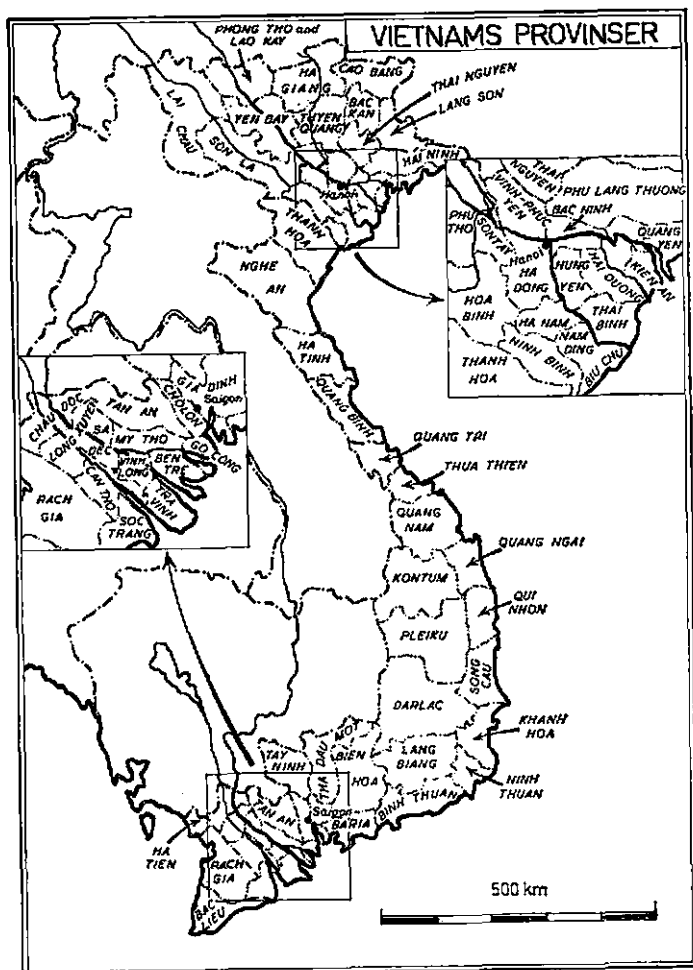 VIETNAMS PROVINSER
PHONG THO and
LAO KAY
HA
GIANG
CAO BANG
THAI NGUYEN
LANG SON
BAC
KAN
YEN BAY
TUYEN
QUANG
LAI
CHAU
SON LA
HAI NINH
Hanoi
THANH
HOA
NGHE
AN
HA
TINH
QUANG BINH
QUANG TRI
THUA THIEN
QUANG
NAM
QUANG NGAI
KONTUM
QUI
NHON
PLEIKU
SONG
CAU
DARLAC
KHANH
HOA
LANG
BIANG
NINH
THUAN
BINH THUAN
TAY
NINH
THA DAU MOT
BIEN
HOA
Saigon
BARIA
TAN AN
HA
TIEN
RACH
GIA
BAC
LIEU
500 km
THAI
NGUYEN
PHU LANG THUONG
VINH PHUC
YEN
BAC NINH
QUANG
YEN
PHU
THO
SONTAY
Hanoi
HA
DONG
HUNG
YEN
HAI DUONG
KIEN AN
HOA
BINH
THAI
BINH
HA NAM
NAM
DING
NINH BINH
THANH
HOA
BIU CHU
GIA DINH
Saigon
CHOLON
CHAU DOC
TAN AN
LONG XUYEN
SA
DEC
MY THO
GO CONG
VINH
LONG
BEN
TRE
CAN THO
TRA
VINH
RACH
GIA
SOC
TRANG